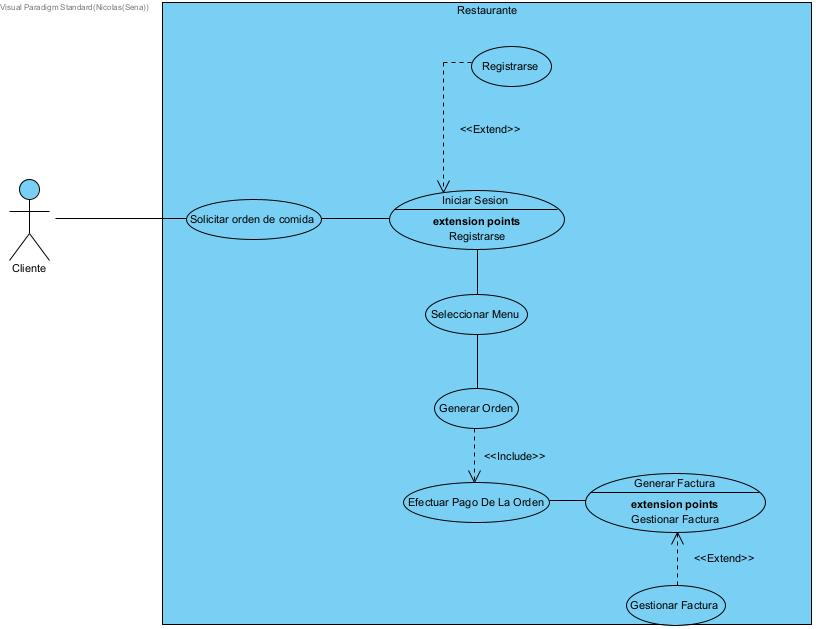 Visual Paradigm Standard(Nicolas(Sena))
Restaurante
Registrarse
<<Extend>>
Iniciar Sesion
extension points
Registrarse
Solicitar orden de comida
Cliente
Seleccionar Menu
Generar Orden
<<Include>>
Efectuar Pago De La Orden
Generar Factura
extension points
Gestionar Factura
<<Extend>>
Gestionar Factura